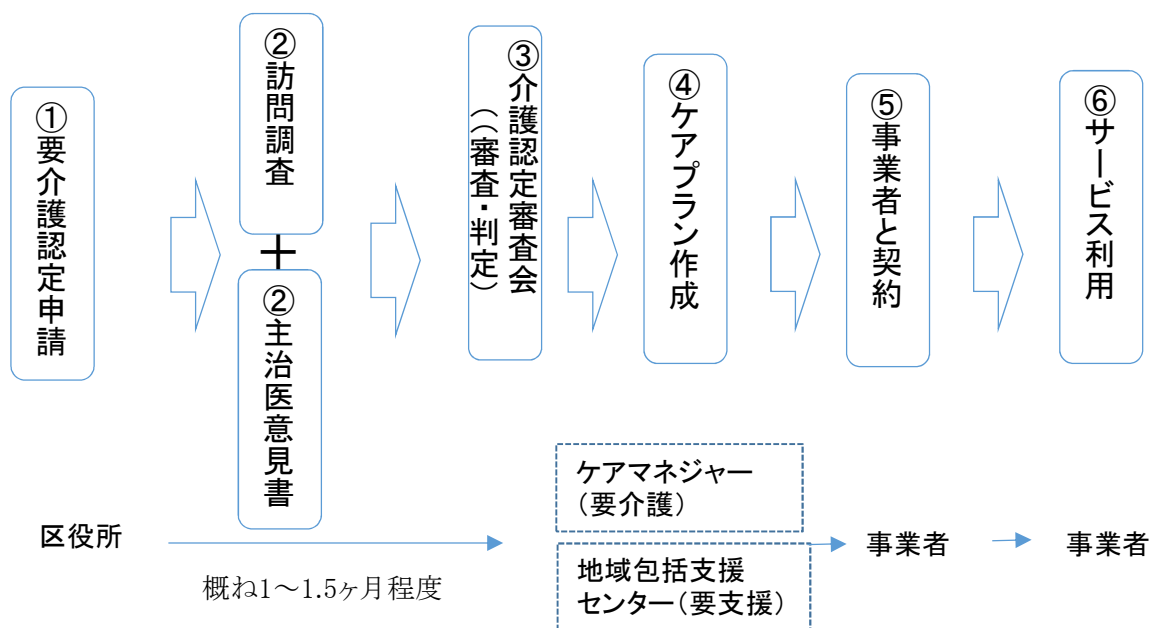 ①要介護認定申請
②訪問調査
＋
②主治医意見書
③介護認定審査会
（（審査・判定）
④ケアプラン作成
⑤事業者と契約
⑥サービス利用
区役所
概ね1～1.5ヶ月程度
ケアマネジャー
（要介護）
地域包括支援
センター（要支援）
事業者
事業者